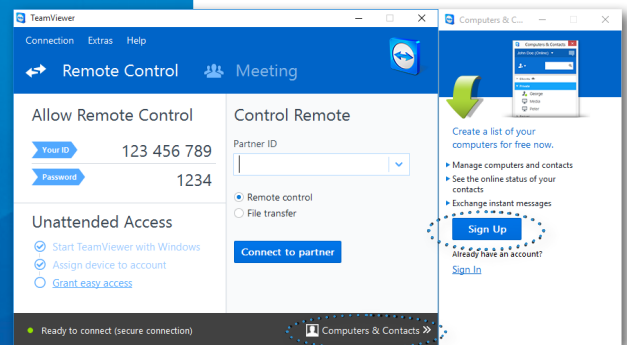 TeamViewer
Connection Extras Help
Remote Control Meeting
Allow Remote Control
Your ID 123 456 789
Password 1234
Unattended Access
Start TeamViewer with Windows
Assign device to account
Grant easy access
Control Remote
Partner ID
Remote control
File transfer
Connect to partner
Ready to connect (secure connection)
Computers & Contacts »
Computers & C...
Computers & Contacts
John Doe (Online)
George
Create a list of your
computers for free now.
Manage computers and contacts
See the online status of your
contacts
Exchange instant messages
Sign Up
Already have an account?
Sign In